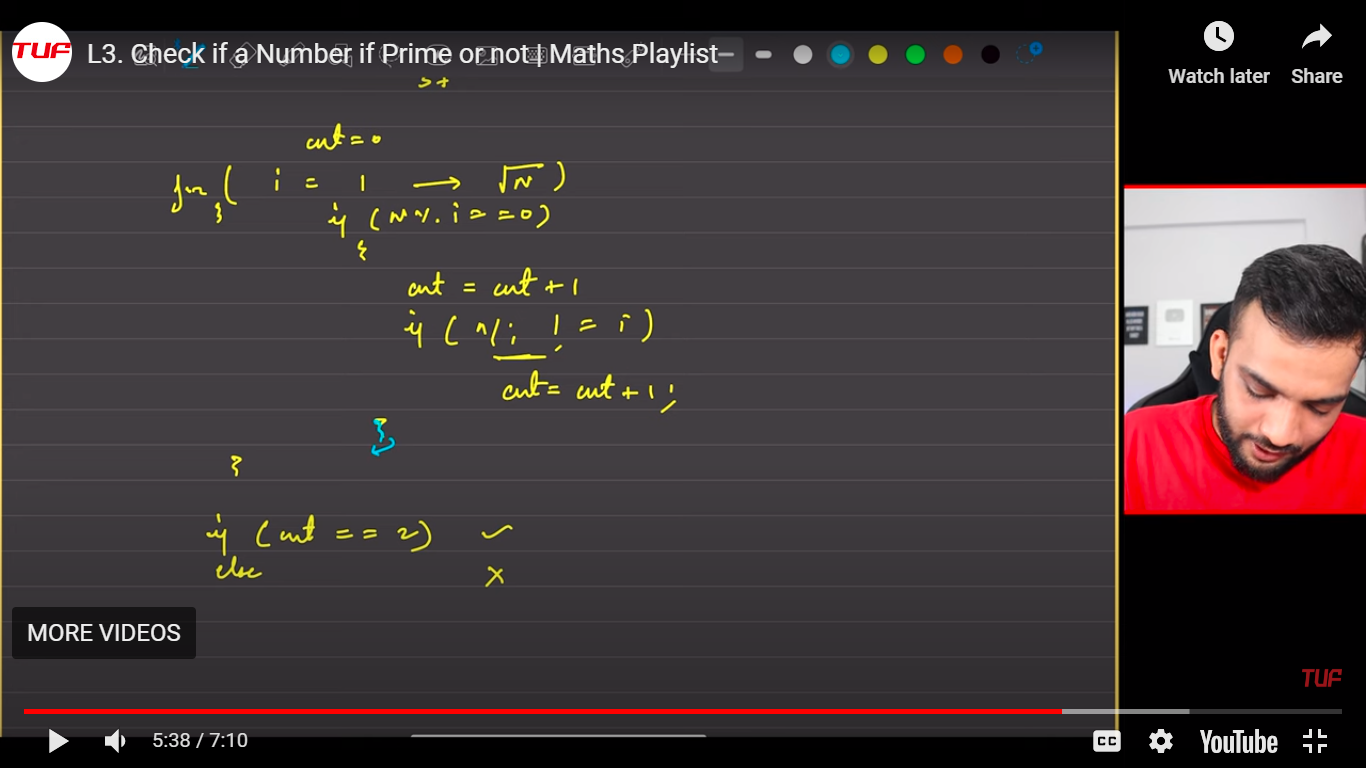 TUF L3. Check if a Number if Prime or not | Maths Playlist
Watch later
Share
cnt = 0
for ( i = 1 → √N )
{
if (N % i == 0)
{
cnt = cnt + 1
if ( n/i != i )
cnt = cnt + 1;
}
}
if (cnt == 2) ✓
else ×
MORE VIDEOS
TUF
5:38 / 7:10
CC
YouTube